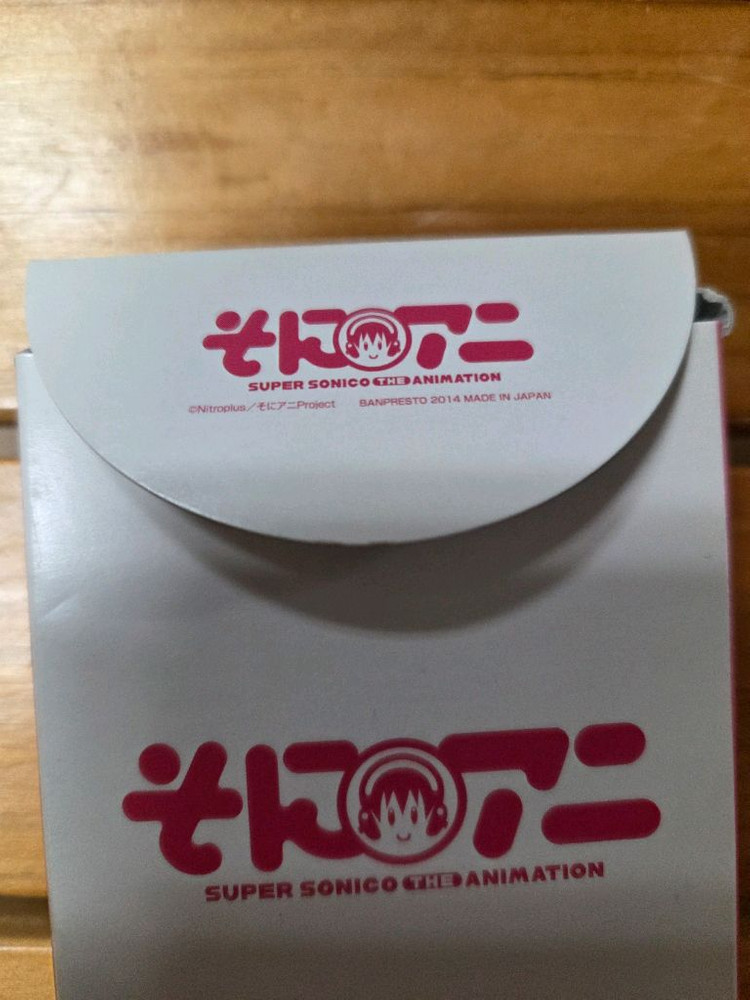 そにアニ
SUPER SONICO THE ANIMATION
©Nitroplus／そにアニProject BANPRESTO 2014 MADE IN JAPAN
そにアニ
SUPER SONICO THE ANIMATION